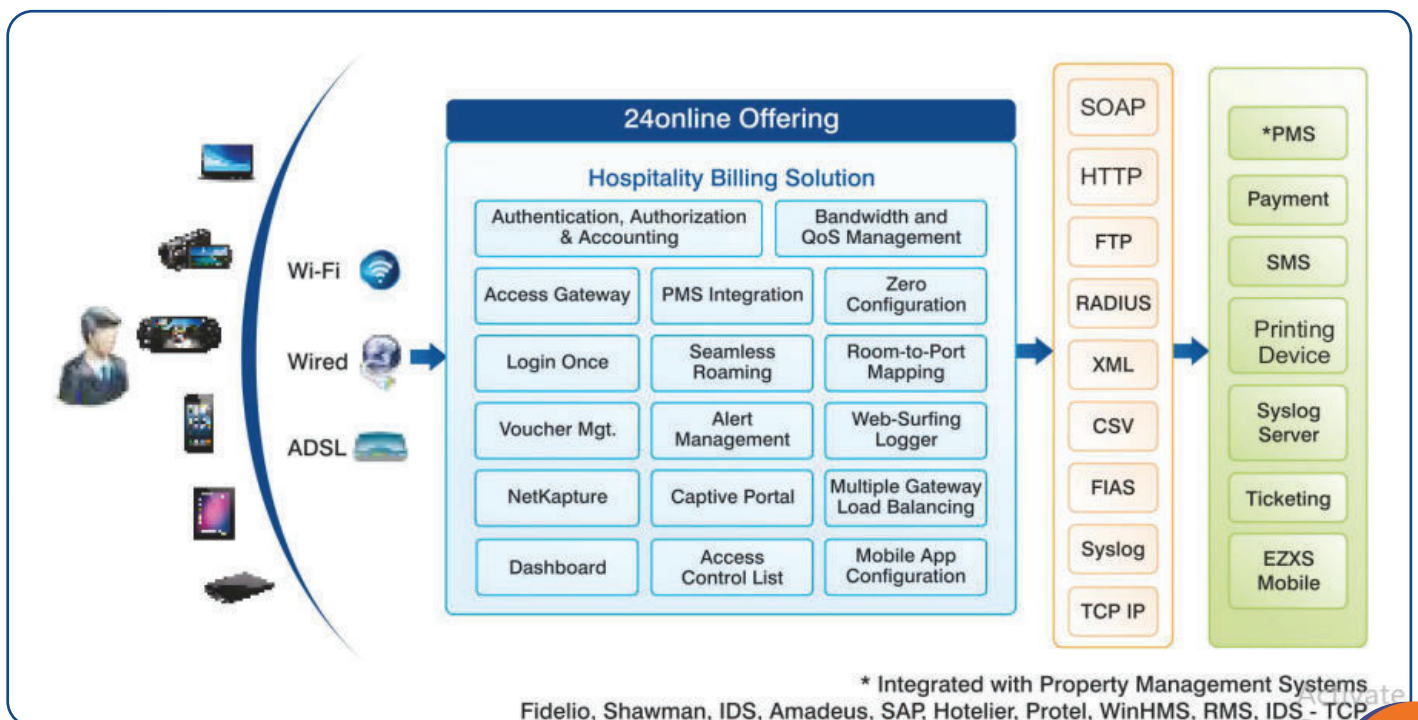 24online Offering
Hospitality Billing Solution
Authentication, Authorization
& Accounting
Bandwidth and
QoS Management
Wi-Fi
Wired
ADSL
Access Gateway
PMS Integration
Zero
Configuration
Login Once
Seamless
Roaming
Room-to-Port
Mapping
Voucher Mgt.
Alert
Management
Web-Surfing
Logger
NetKapture
Captive Portal
Multiple Gateway
Load Balancing
Dashboard
Access
Control List
Mobile App
Configuration
SOAP
HTTP
FTP
RADIUS
XML
CSV
FIAS
Syslog
TCP IP
*PMS
Payment
SMS
Printing
Device
Syslog
Server
Ticketing
EZXS
Mobile
* Integrated with Property Management Systems
Activate
Fidelio, Shawman, IDS, Amadeus, SAP, Hotelier, Protel, WinHMS, RMS, IDS - TCP